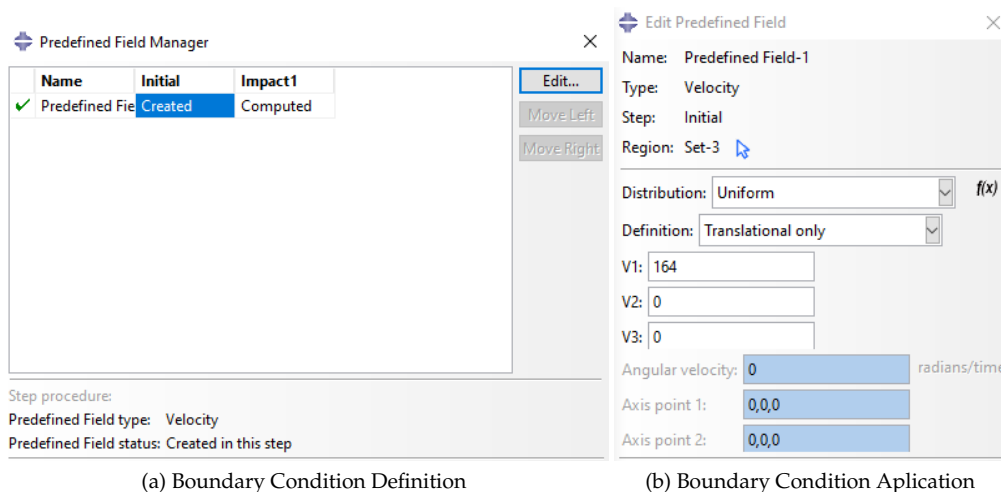 Predefined Field Manager
Name Initial Impact1
Predefined Fie Created Computed
Edit...
Move Left
Move Right
Step procedure:
Predefined Field type: Velocity
Predefined Field status: Created in this step
(a) Boundary Condition Definition
Edit Predefined Field
Name: Predefined Field-1
Type: Velocity
Step: Initial
Region: Set-3
Distribution: Uniform f(x)
Definition: Translational only
V1: 164
V2: 0
V3: 0
Angular velocity: 0 radians/time
Axis point 1: 0,0,0
Axis point 2: 0,0,0
(b) Boundary Condition Aplication